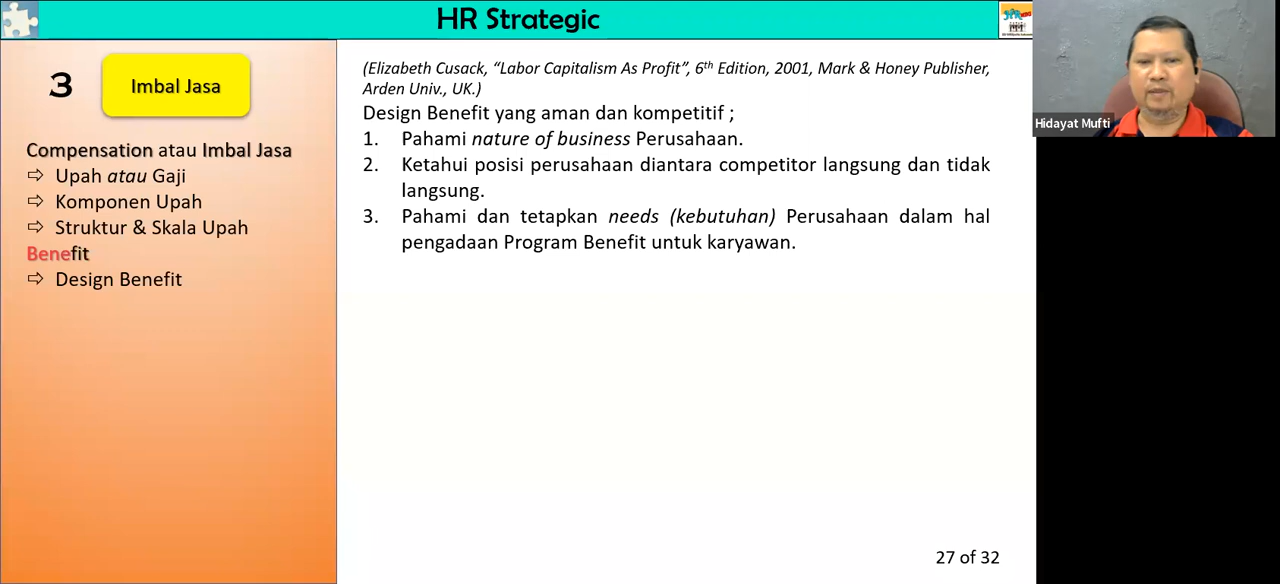 HR Strategic
3
Imbal Jasa
Compensation atau Imbal Jasa
⇨ Upah atau Gaji
⇨ Komponen Upah
⇨ Struktur & Skala Upah
Benefit
⇨ Design Benefit
(Elizabeth Cusack, “Labor Capitalism As Profit”, 6th Edition, 2001, Mark & Honey Publisher,
Arden Univ., UK.)
Design Benefit yang aman dan kompetitif ;
1. Pahami nature of business Perusahaan.
2. Ketahui posisi perusahaan diantara competitor langsung dan tidak
langsung.
3. Pahami dan tetapkan needs (kebutuhan) Perusahaan dalam hal
pengadaan Program Benefit untuk karyawan.
27 of 32
Hidayat Mufti